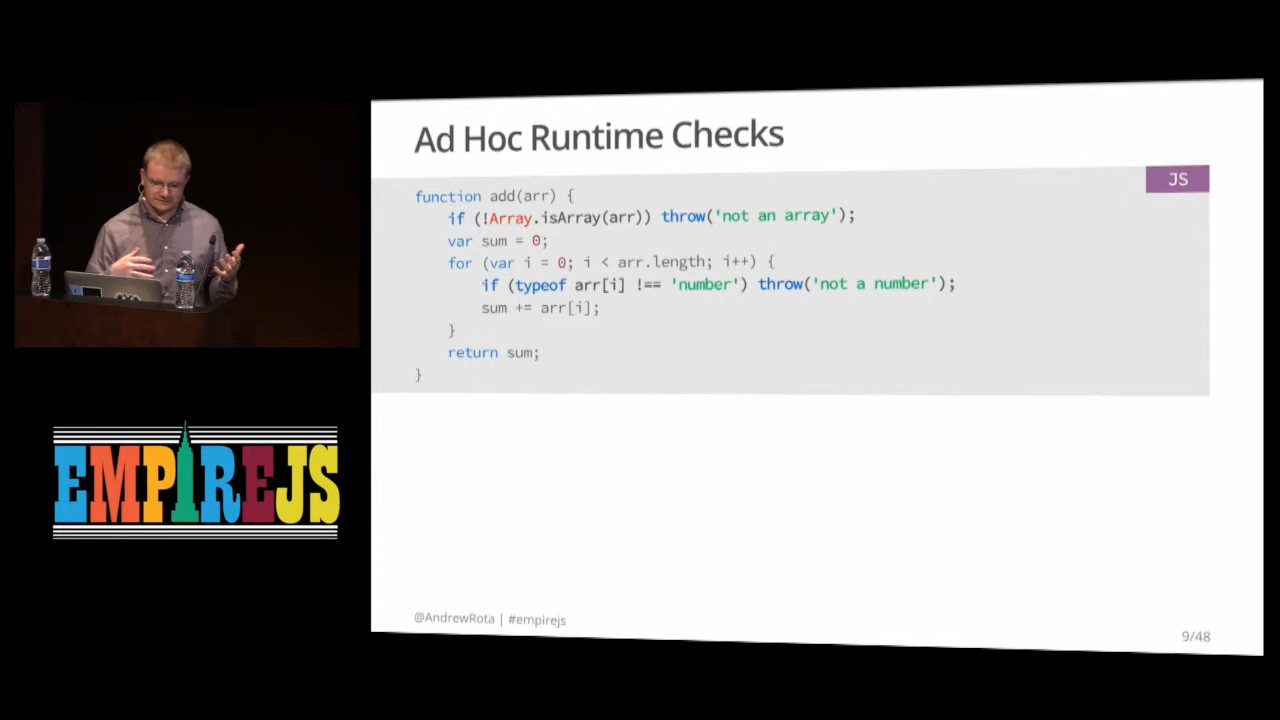 Ad Hoc Runtime Checks
JS
function add(arr) {
if (!Array.isArray(arr)) throw('not an array');
var sum = 0;
for (var i = 0; i < arr.length; i++) {
if (typeof arr[i] !== 'number') throw('not a number');
sum += arr[i];
}
return sum;
}
EMPIREJS
@AndrewRota | #empirejs
9/48